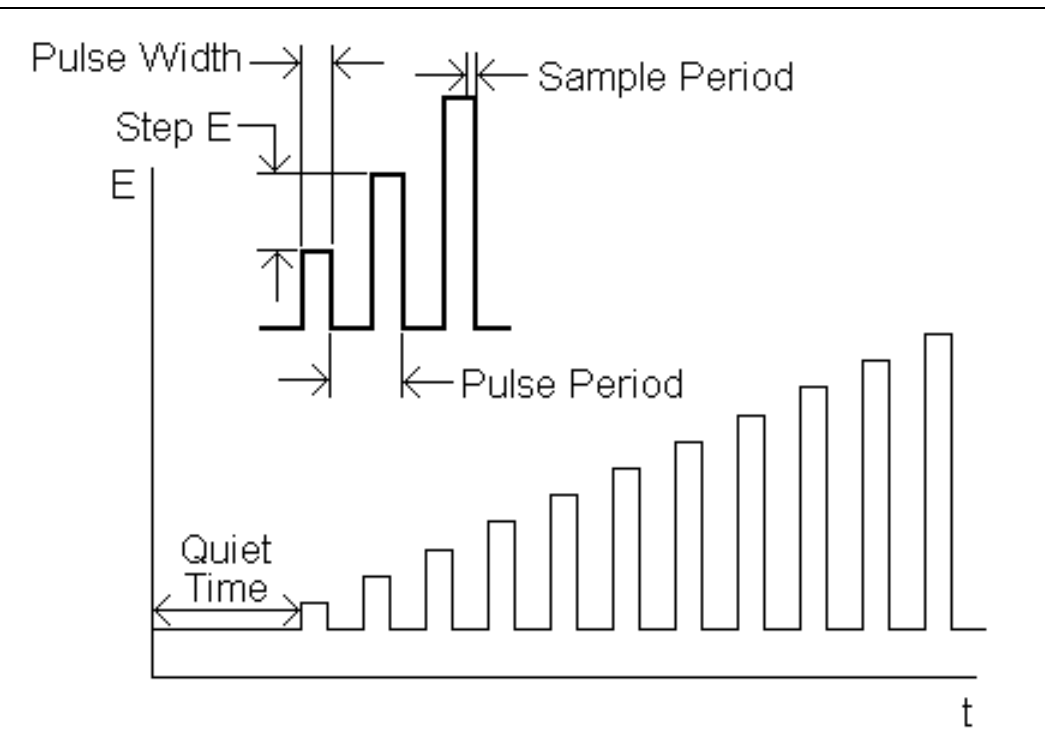 Pulse Width
Sample Period
Step E
E
Pulse Period
Quiet
Time
t